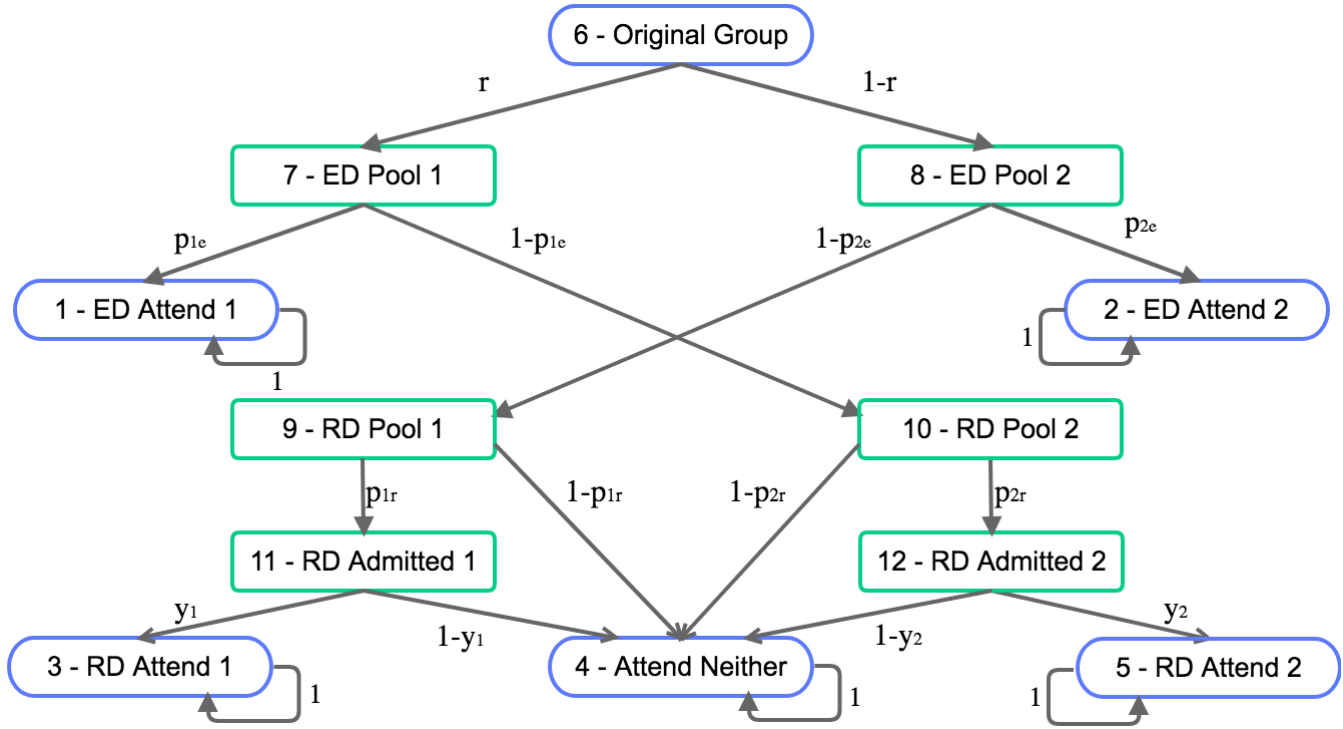 6 - Original Group
r
1-r
7 - ED Pool 1
8 - ED Pool 2
p1e
1-p1e
1-p2e
p2e
1 - ED Attend 1
2 - ED Attend 2
1
1
9 - RD Pool 1
10 - RD Pool 2
p1r
1-p1r
1-p2r
p2r
11 - RD Admitted 1
12 - RD Admitted 2
y1
1-y1
1-y2
y2
3 - RD Attend 1
4 - Attend Neither
5 - RD Attend 2
1
1
1